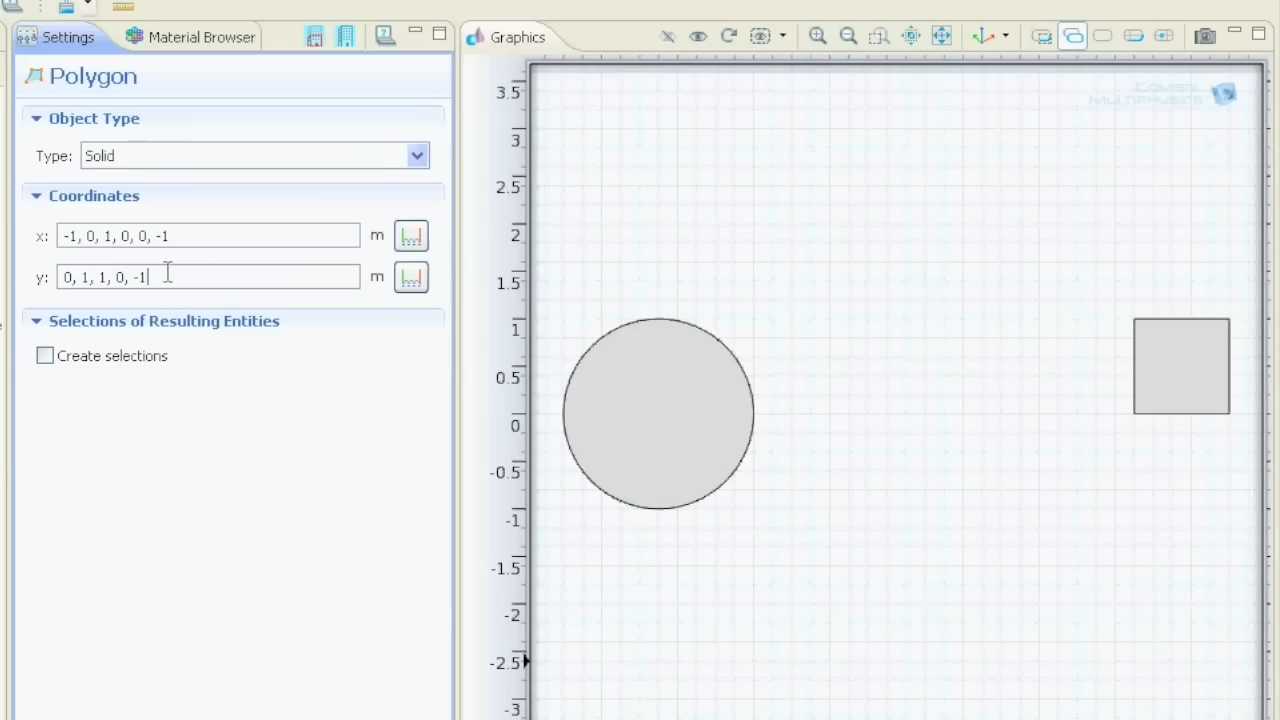 Settings
Material Browser
Graphics
Polygon
COMSOL
MULTIPHYSICS
Object Type
Type: Solid
Coordinates
x: -1, 0, 1, 0, 0, -1 m
y: 0, 1, 1, 0, -1 m
Selections of Resulting Entities
Create selections
3.5
3
2.5
2
1.5
1
0.5
0
-0.5
-1
-1.5
-2
-2.5
-3